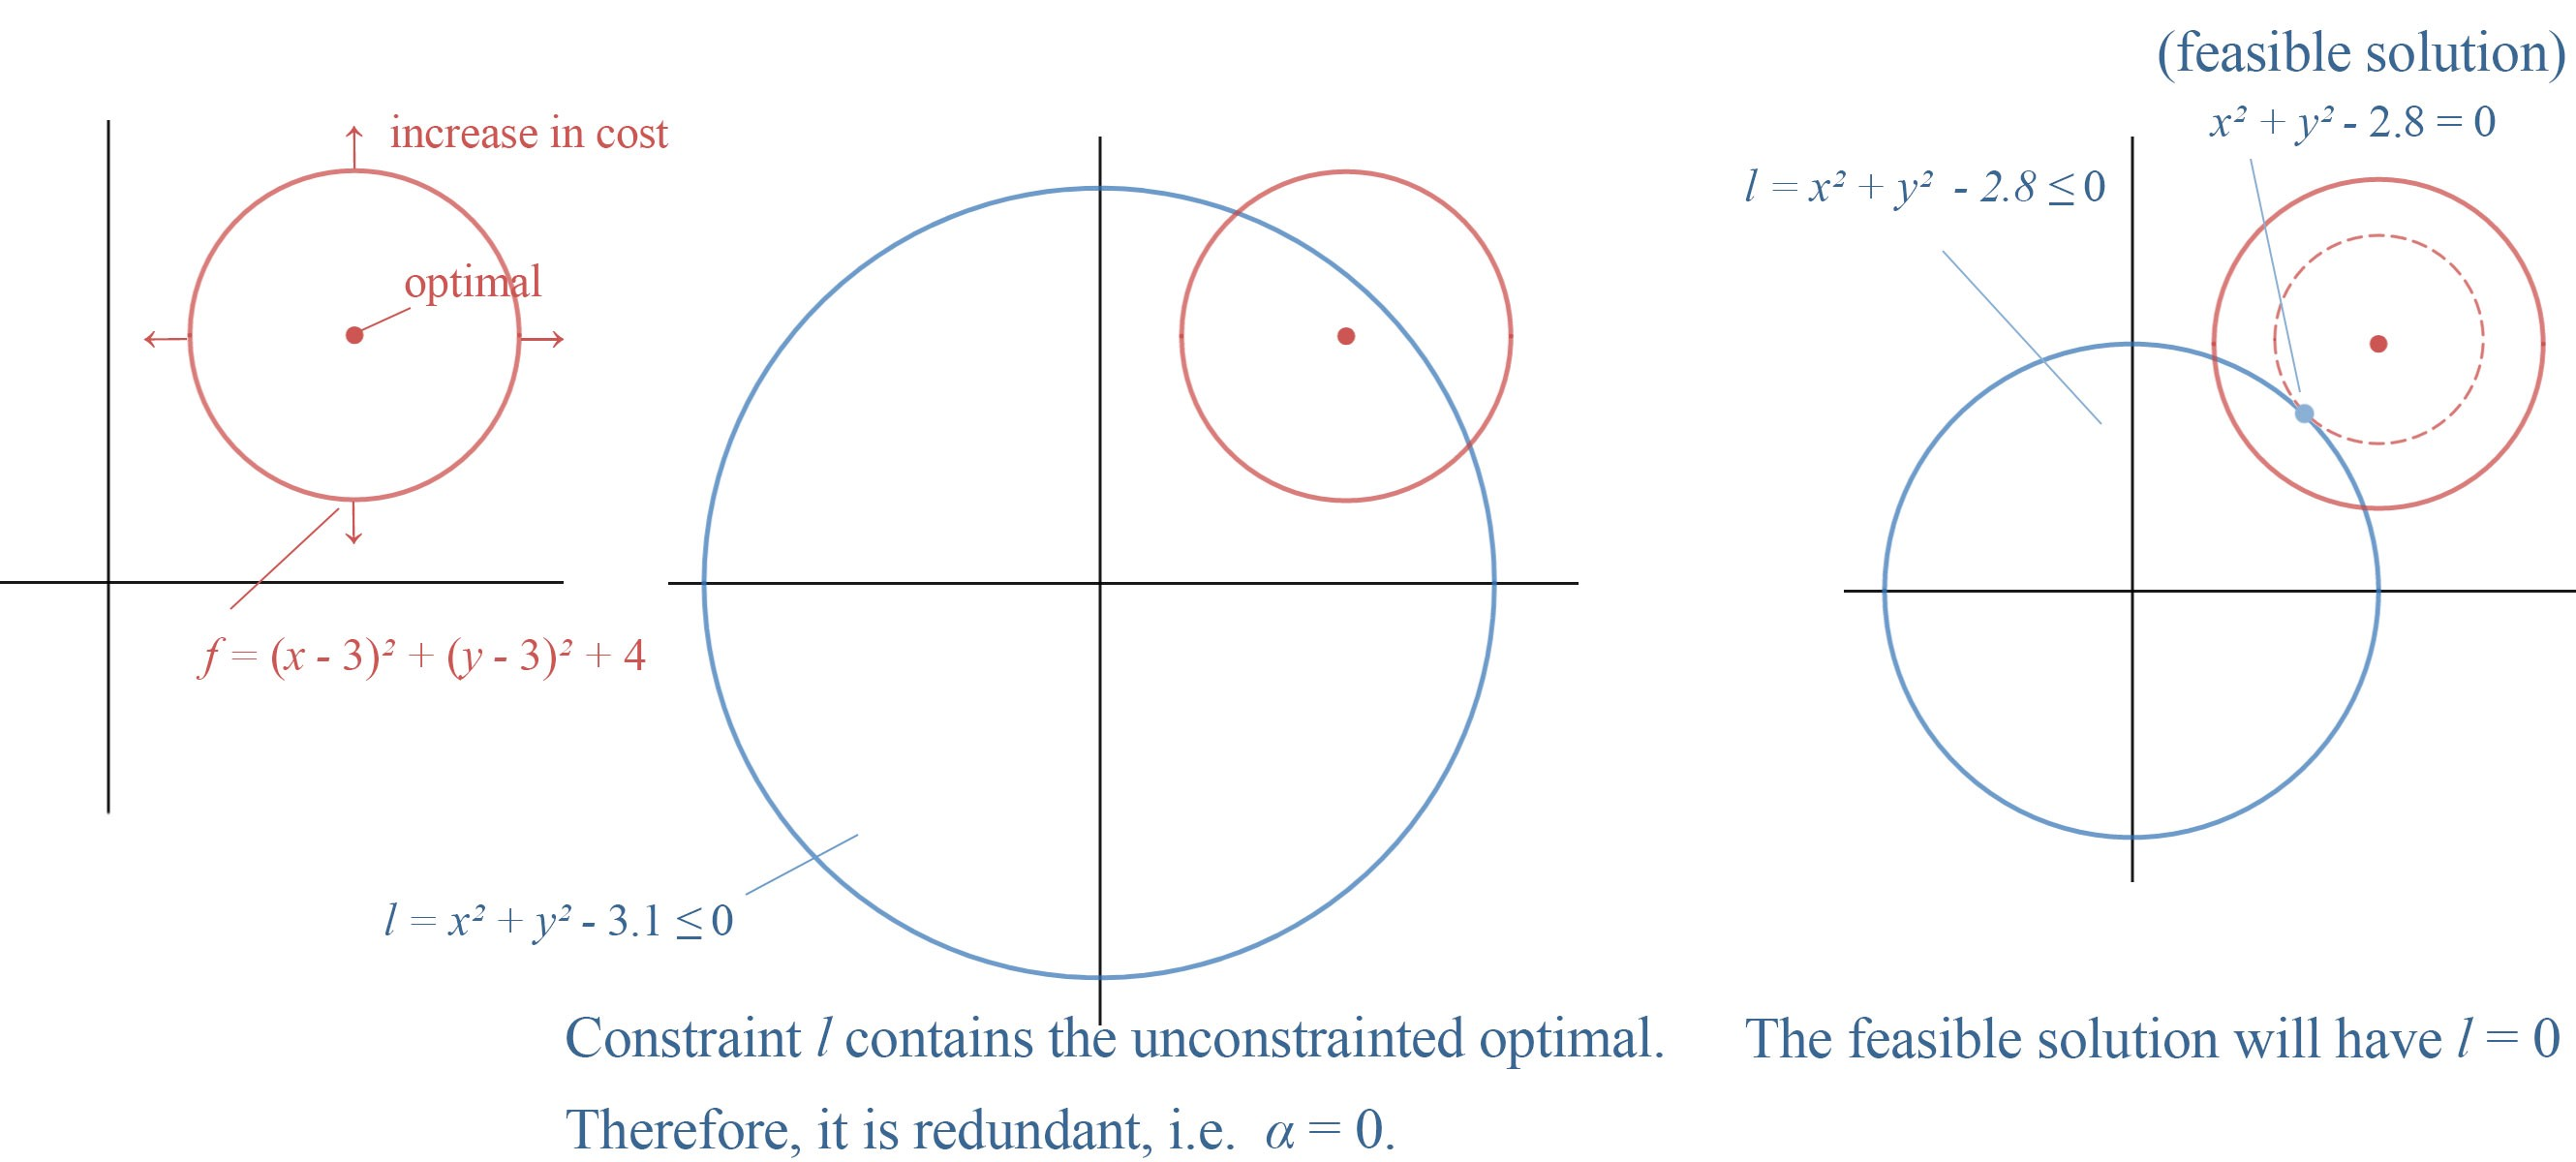 increase in cost
optimal
f = (x - 3)² + (y - 3)² + 4
l = x² + y² - 3.1 ≤ 0
Constraint l contains the unconstrainted optimal.
Therefore, it is redundant, i.e. α = 0.
(feasible solution)
x² + y² - 2.8 = 0
l = x² + y² - 2.8 ≤ 0
The feasible solution will have l = 0